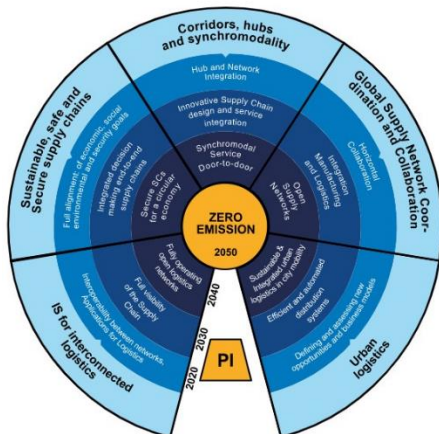 Corridors, hubs
and synchromodality
Hub and Network
Integration
Innovative Supply Chain
design and service
integration
Synchromodal
Service
Door-to-door
Global Supply Network Coor-
dination and Collaboration
Horizontal
Collaboration
Integration
Manufacturing
and Logistics
Open
Supply
Networks
Urban
logistics
Defining and assessing new
opportunities and business models
Efficient and automated
distribution
systems
Sustainable &
Integrated urban
logistics in city mobility
IS for interconnected
logistics
Interoperability between networks.
Applications for Logistics
Full visibility
of the Supply
Chain
Fully operating
open logistics
networks
Sustainable, safe and
Secure supply chains
Full alignment: of economic, social
environmental and security goals
Integrated decision
making end-to-end
supply chains
Secure SCs
for a circular
economy
ZERO
EMISSION
2050
2040
2030
2020
PI